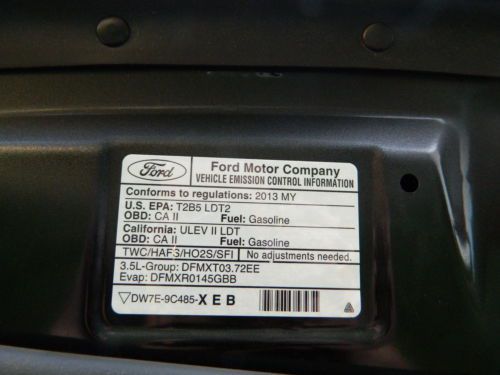 Ford Ford Motor Company
VEHICLE EMISSION CONTROL INFORMATION
Conforms to regulations: 2013 MY
U.S. EPA: T2B5 LDT2
OBD: CA II Fuel: Gasoline
California: ULEV II LDT
OBD: CA II Fuel: Gasoline
TWC/HAFS/HO2S/SFI No adjustments needed.
3.5L-Group: DFMXT03.72EE
Evap: DFMXR0145GBB
DW7E-9C485-XEB